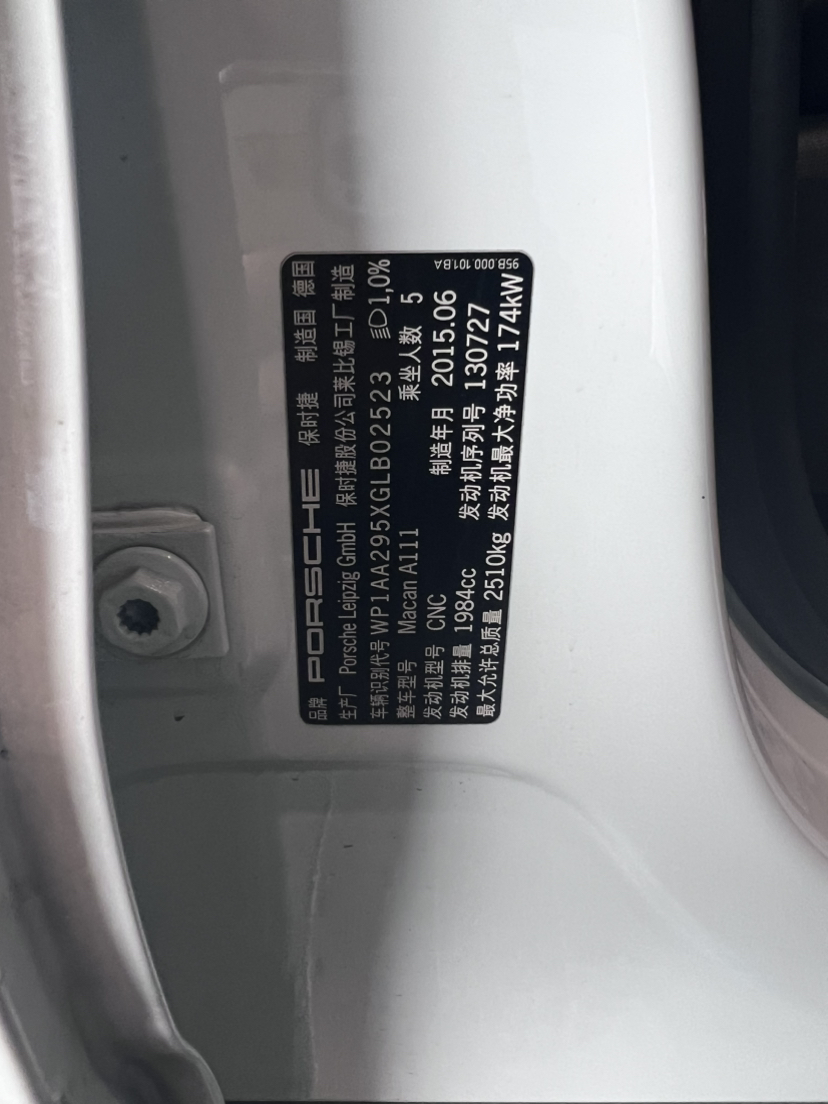 品牌 PORSCHE 保时捷 制造国 德国
生产厂 Porsche Leipzig GmbH 保时捷股份公司莱比锡工厂制造
车辆识别代号 WP1AA295XGLB02523 1,0%
整车型号 Macan A111 乘坐人数 5
发动机型号 CNC 制造年月 2015.06
发动机排量 1984cc 发动机序列号 130727
最大允许总质量 2510kg 发动机最大净功率 174kW
95B.000.101.BA